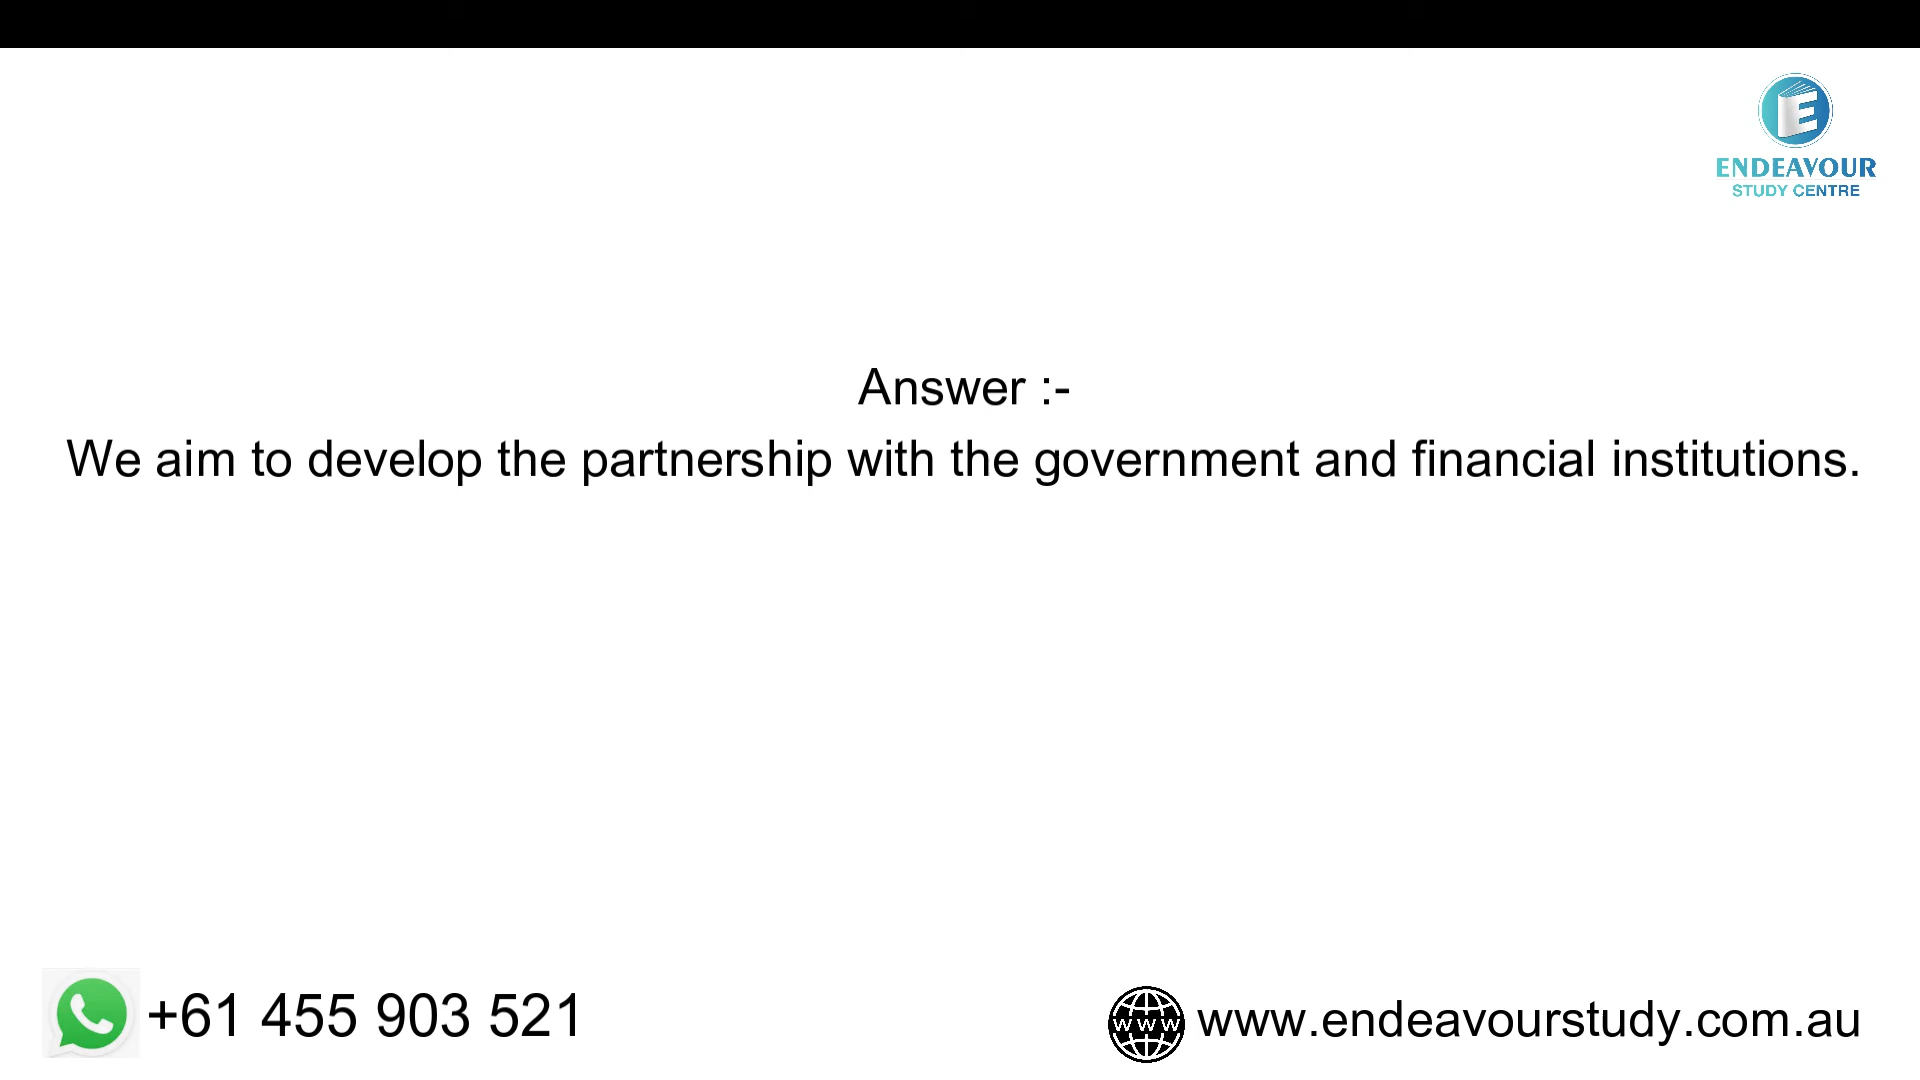 ENDEAVOUR
STUDY CENTRE
Answer :-
We aim to develop the partnership with the government and financial institutions.
+61 455 903 521
www www.endeavourstudy.com.au